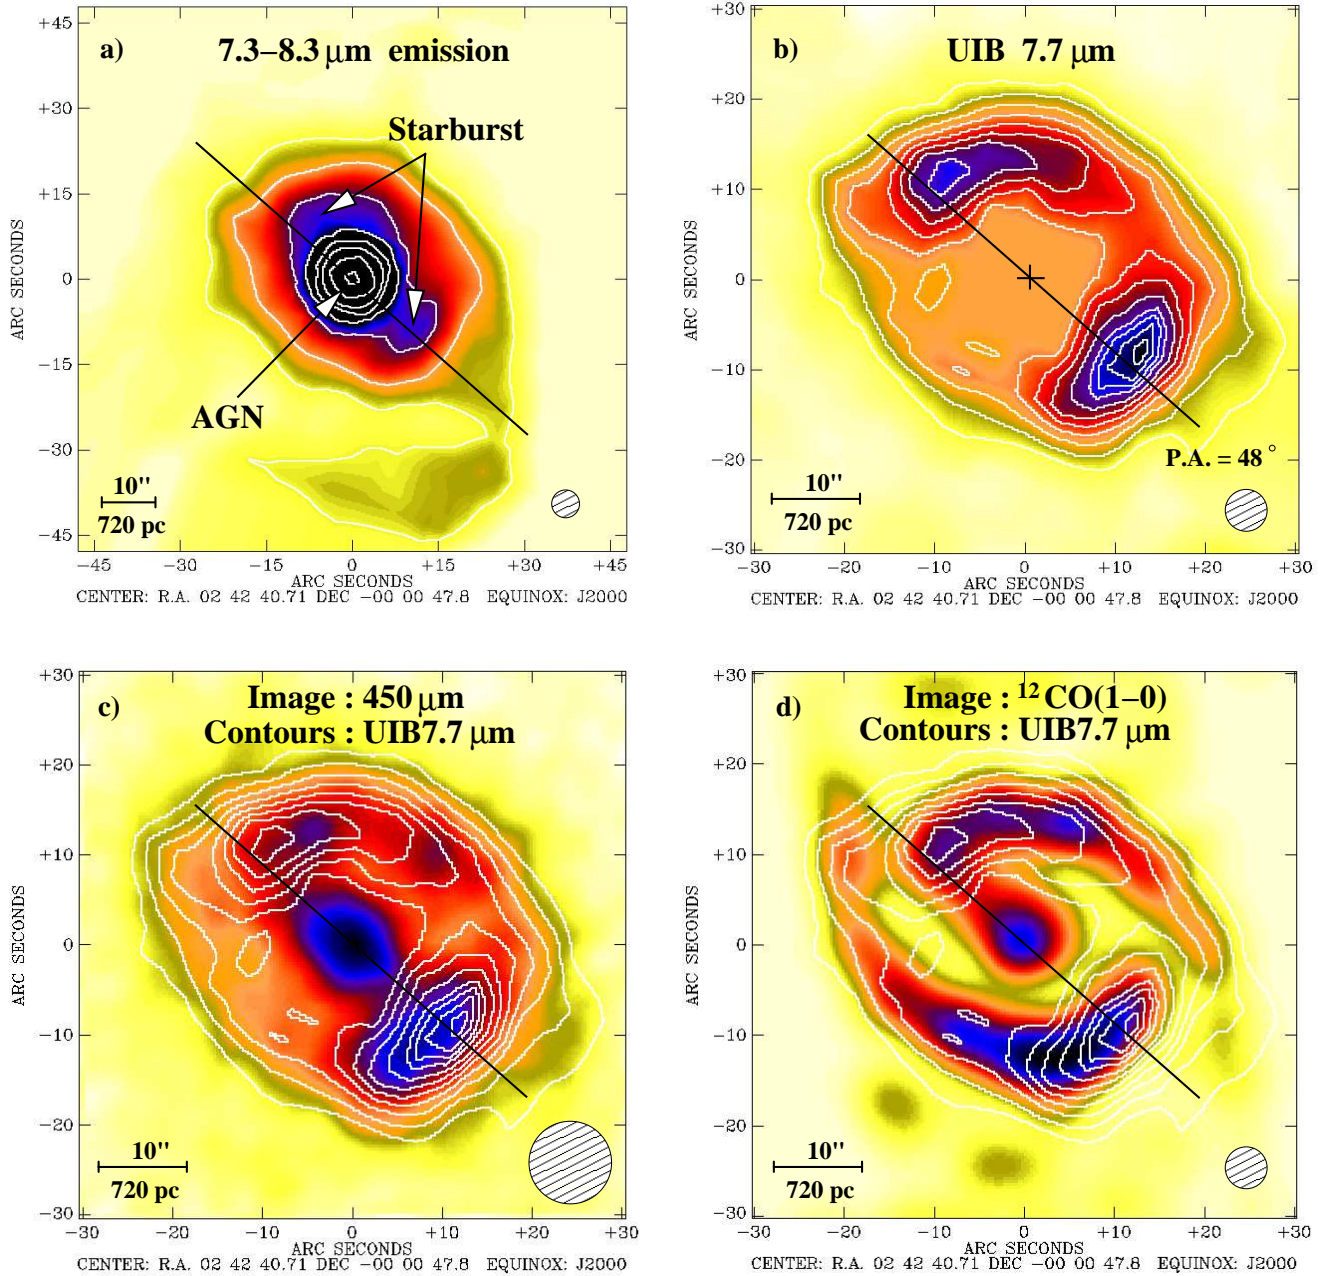 a) 7.3–8.3 μm emission
Starburst
AGN
10"
720 pc
+45
+30
+15
0
−15
−30
−45
ARC SECONDS
−45 −30 −15 0 +15 +30 +45
ARC SECONDS
CENTER: R.A. 02 42 40.71 DEC −00 00 47.8 EQUINOX: J2000
b) UIB 7.7 μm
P.A. = 48°
10"
720 pc
+30
+20
+10
0
−10
−20
−30
ARC SECONDS
−30 −20 −10 0 +10 +20 +30
ARC SECONDS
CENTER: R.A. 02 42 40.71 DEC −00 00 47.8 EQUINOX: J2000
c) Image : 450 μm
Contours : UIB7.7 μm
10"
720 pc
+30
+20
+10
0
−10
−20
−30
ARC SECONDS
−30 −20 −10 0 +10 +20 +30
ARC SECONDS
CENTER: R.A. 02 42 40.71 DEC −00 00 47.8 EQUINOX: J2000
d) Image : ¹²CO(1−0)
Contours : UIB7.7 μm
10"
720 pc
+30
+20
+10
0
−10
−20
−30
ARC SECONDS
−30 −20 −10 0 +10 +20 +30
ARC SECONDS
CENTER: R.A. 02 42 40.71 DEC −00 00 47.8 EQUINOX: J2000